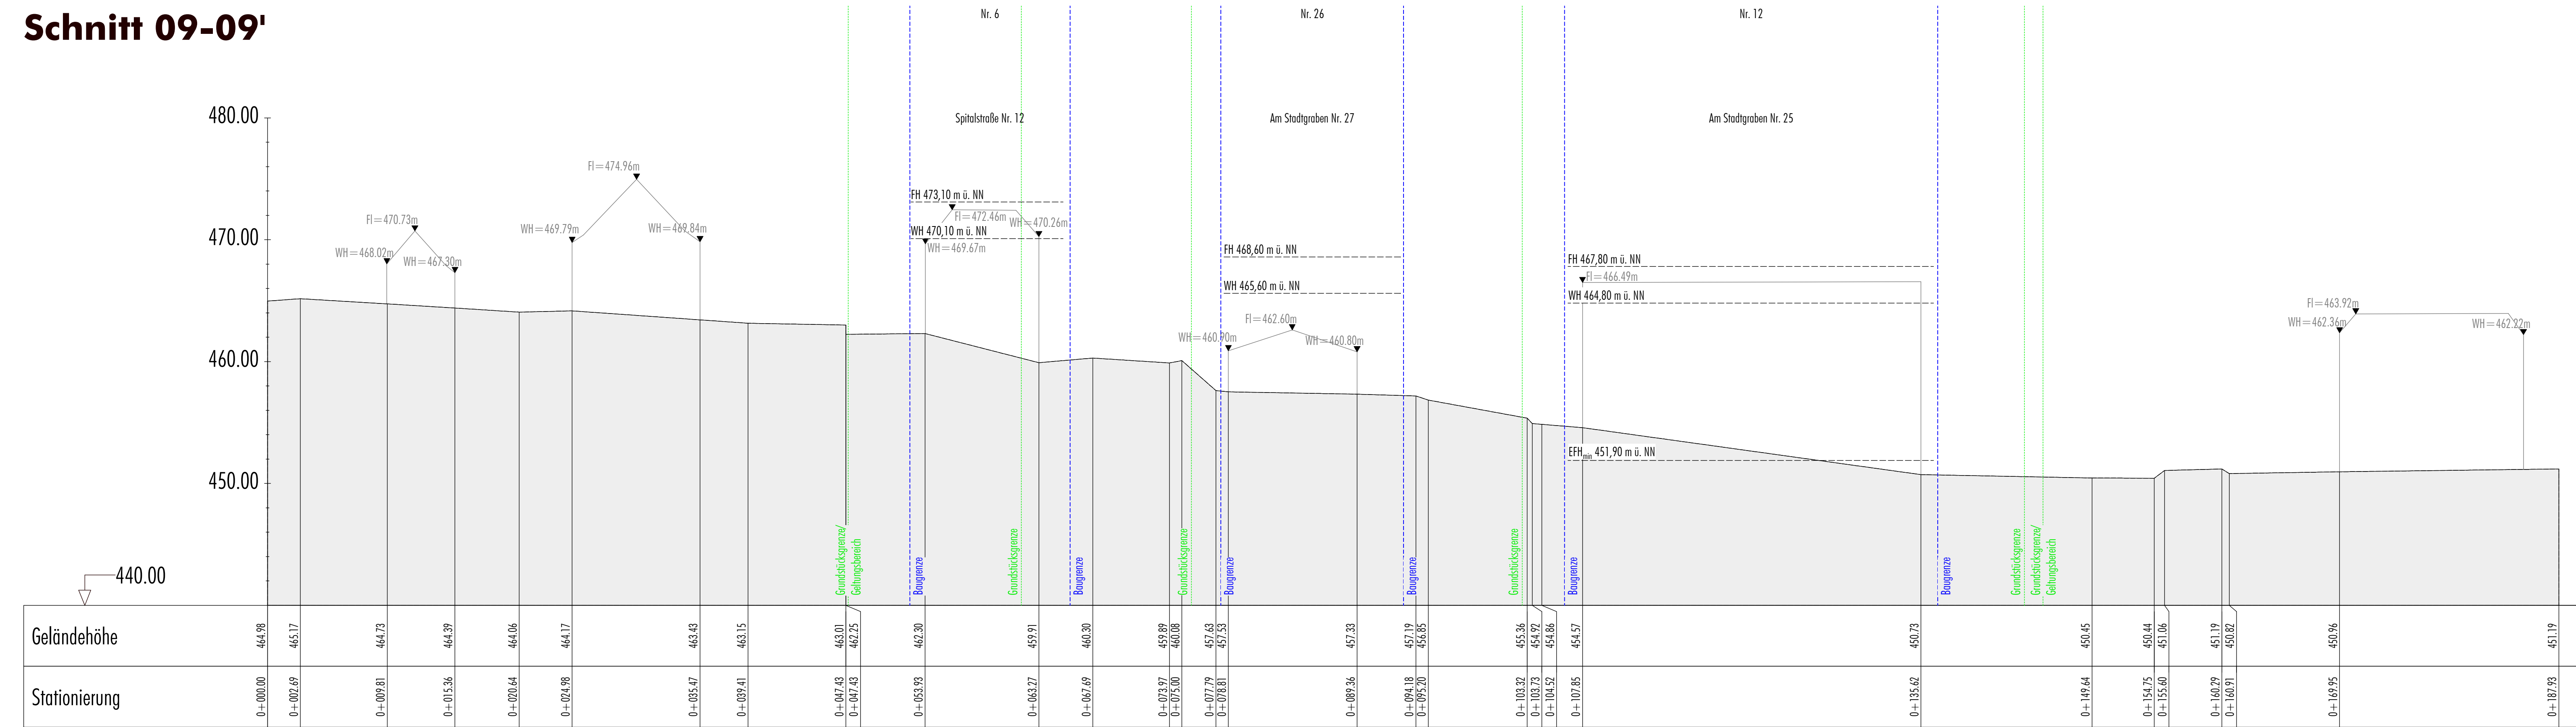 Schnitt 09-09'
Nr. 6
Nr. 26
Nr. 12
480.00
Spitalstraße Nr. 12
Am Stadtgraben Nr. 27
Am Stadtgraben Nr. 25
FI=474.96m
FH 473,10 m ü. NN
FI=470.73m
FI=472.46m
WH=470.26m
WH=469.79m
WH=469.84m
WH 470,10 m ü. NN
470.00
WH=469.67m
WH=468.02m
WH=467.30m
FH 468,60 m ü. NN
FH 467,80 m ü. NN
FI=466.49m
WH 465,60 m ü. NN
WH 464,80 m ü. NN
FI=463.92m
FI=462.60m
WH=462.36m
WH=462.22m
WH=460.90m
WH=460.80m
460.00
EFHmin 451,90 m ü. NN
450.00
Grundstücksgrenze/
Geltungsbereich
Baugrenze
Grundstücksgrenze
Baugrenze
Grundstücksgrenze
Baugrenze
Baugrenze
Grundstücksgrenze
Baugrenze
Baugrenze
Grundstücksgrenze
Grundstücksgrenze/
Geltungsbereich
440.00
Geländehöhe
464.98
465.17
464.73
464.39
464.06
464.17
463.43
463.15
463.01
462.25
462.30
459.91
460.30
459.89
460.08
457.63
457.53
457.33
457.19
456.85
455.36
454.92
454.86
454.57
450.73
450.45
450.44
451.06
451.19
450.82
450.96
451.19
Stationierung
0+000.00
0+002.69
0+009.81
0+015.36
0+020.64
0+024.98
0+035.47
0+039.41
0+047.43
0+047.43
0+053.93
0+063.27
0+067.69
0+073.97
0+075.00
0+077.79
0+078.81
0+089.36
0+094.18
0+095.20
0+103.32
0+103.73
0+104.52
0+107.85
0+135.62
0+149.64
0+154.75
0+155.60
0+160.29
0+160.91
0+169.95
0+187.93